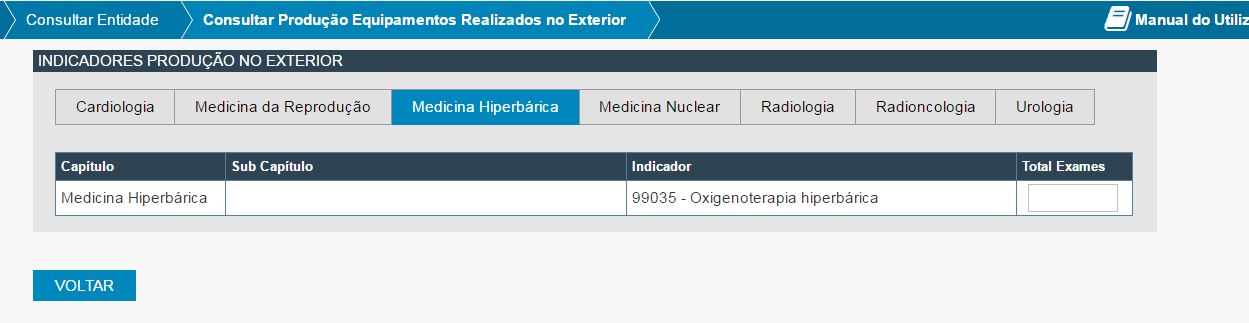 Consultar Entidade
Consultar Produção Equipamentos Realizados no Exterior
Manual do Utiliz
INDICADORES PRODUÇÃO NO EXTERIOR
Cardiologia
Medicina da Reprodução
Medicina Hiperbárica
Medicina Nuclear
Radiologia
Radioncologia
Urologia
Capítulo
Sub Capítulo
Indicador
Total Exames
Medicina Hiperbárica
99035 - Oxigenoterapia hiperbárica
VOLTAR